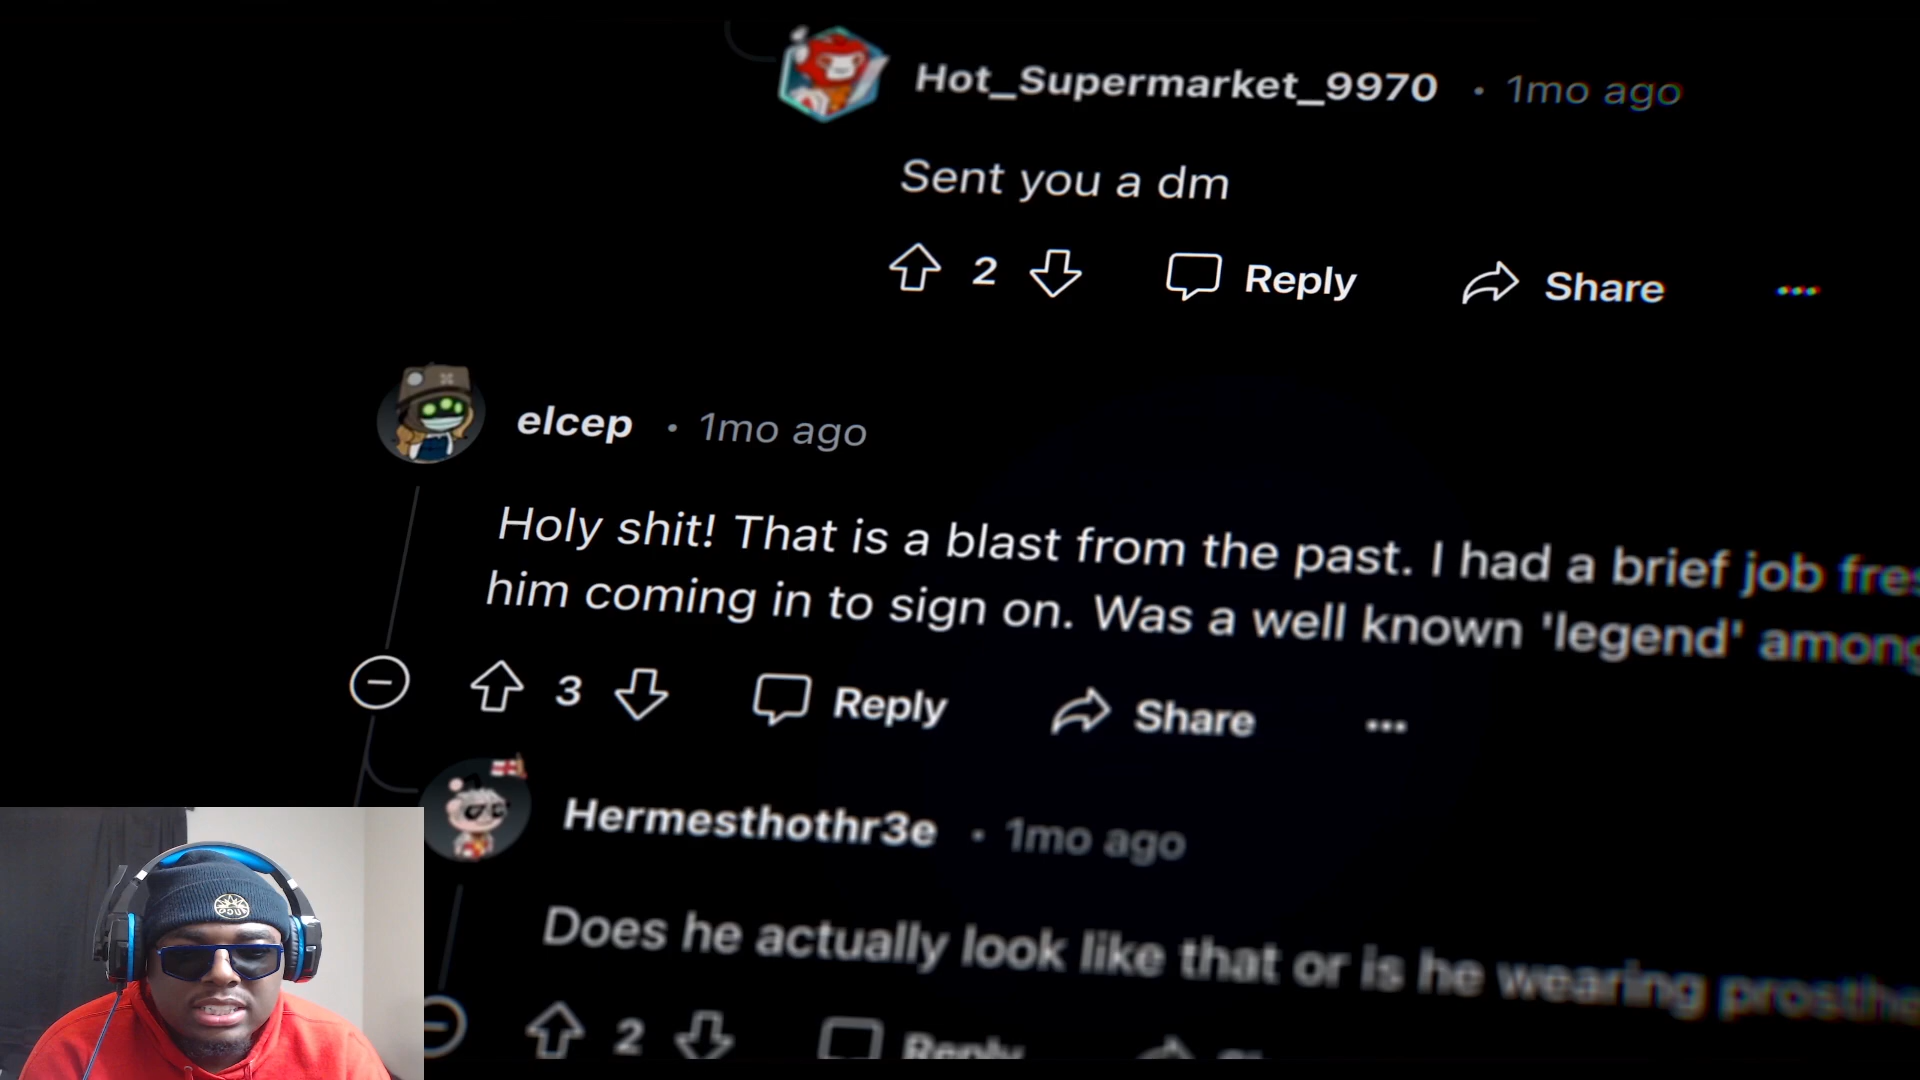 Hot_Supermarket_9970 • 1mo ago
Sent you a dm
2 Reply Share ...
elcep • 1mo ago
Holy shit! That is a blast from the past. I had a brief job
him coming in to sign on. Was a well known 'legend'
3 Reply Share ...
Hermesthothr3e • 1mo ago
Does he actually look like that or is he wearing
2 Reply